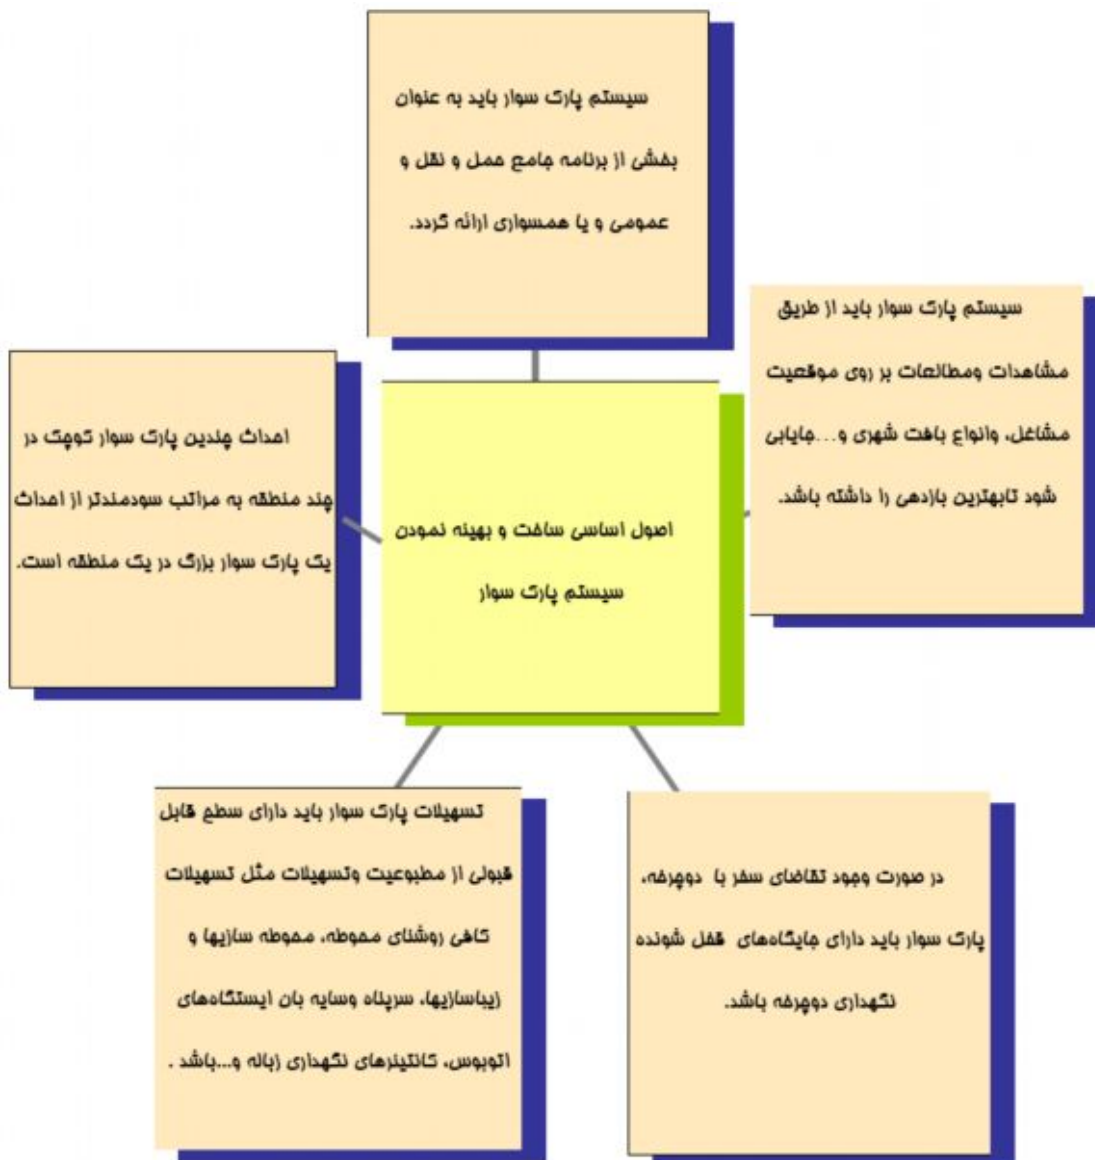 سیستم پارک سوار باید به عنوان
بخشی از برنامه جامع حمل و نقل و
عمومی و یا همسواری ارائه گردد.
سیستم پارک سوار باید از طریق
مشاهدات ومطالعات بر روی موقعیت
مشاغل، وانواع بافت شهری و...جایابی
شود تابهترین بازدهی را داشته باشد.
احداث چندین پارک سوار کوچک در
چند منطقه به مراتب سودمندتر از احداث
یک پارک سوار بزرگ در یک منطقه است.
اصول اساسی ساخت و بهینه نمودن
سیستم پارک سوار
در صورت وجود تقاضای سفر با دوچرخه،
پارک سوار باید دارای جایگاه‌های قفل شونده
نگهداری دوچرخه باشد.
تسهیلات پارک سوار باید دارای سطح قابل
قبولی از مطبوعیت وتسهیلات مثل تسهیلات
کافی روشنای محوطه، محوطه سازیها و
زیباسازیها، سرپناه وسایه بان ایستگاه‌های
اتوبوس، کانتینرهای نگهداری زباله و...باشد .